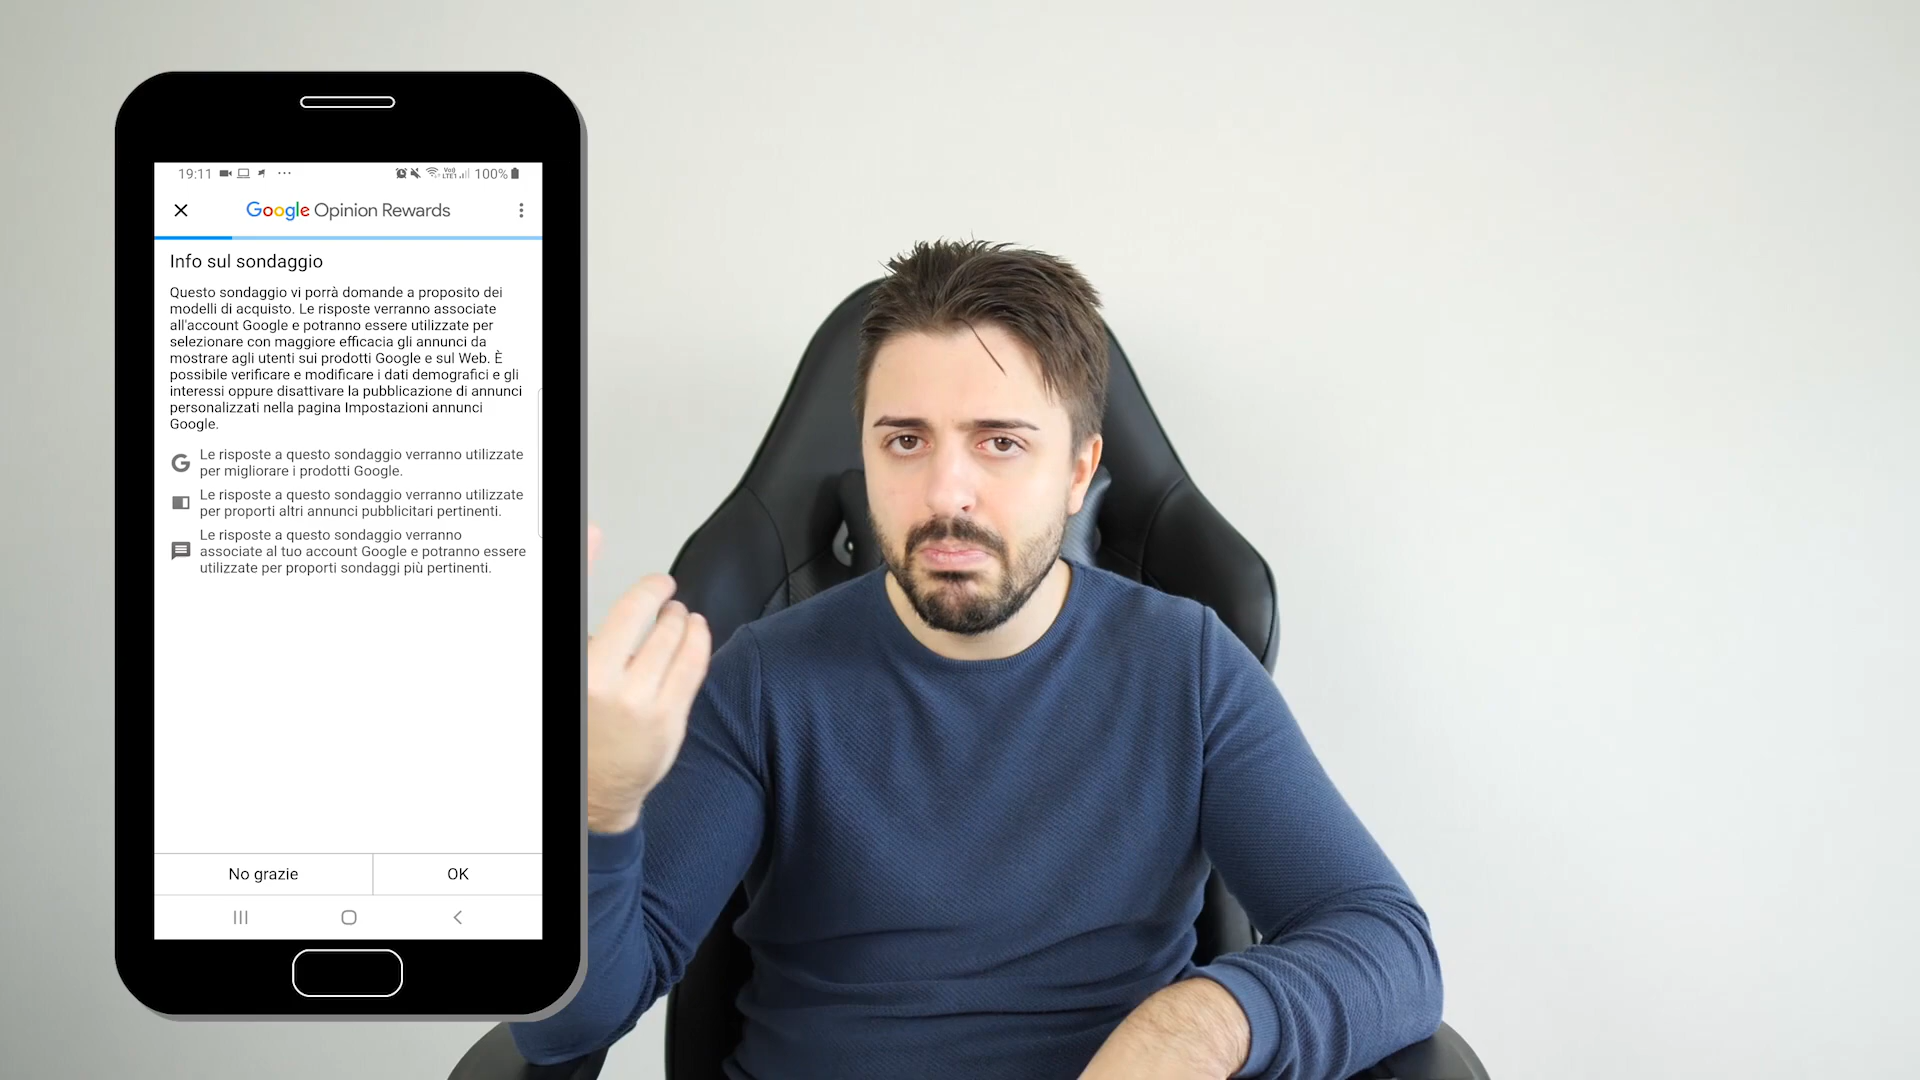 19:11 ... 100%
Google Opinion Rewards
Info sul sondaggio
Questo sondaggio vi porrà domande a proposito dei
modelli di acquisto. Le risposte verranno associate
all'account Google e potranno essere utilizzate per
selezionare con maggiore efficacia gli annunci da
mostrare agli utenti sui prodotti Google e sul Web. È
possibile verificare e modificare i dati demografici e gli
interessi oppure disattivare la pubblicazione di annunci
personalizzati nella pagina Impostazioni annunci
Google.
Le risposte a questo sondaggio verranno utilizzate
per migliorare i prodotti Google.
Le risposte a questo sondaggio verranno utilizzate
per proporti altri annunci pubblicitari pertinenti.
Le risposte a questo sondaggio verranno
associate al tuo account Google e potranno essere
utilizzate per proporti sondaggi più pertinenti.
No grazie
OK